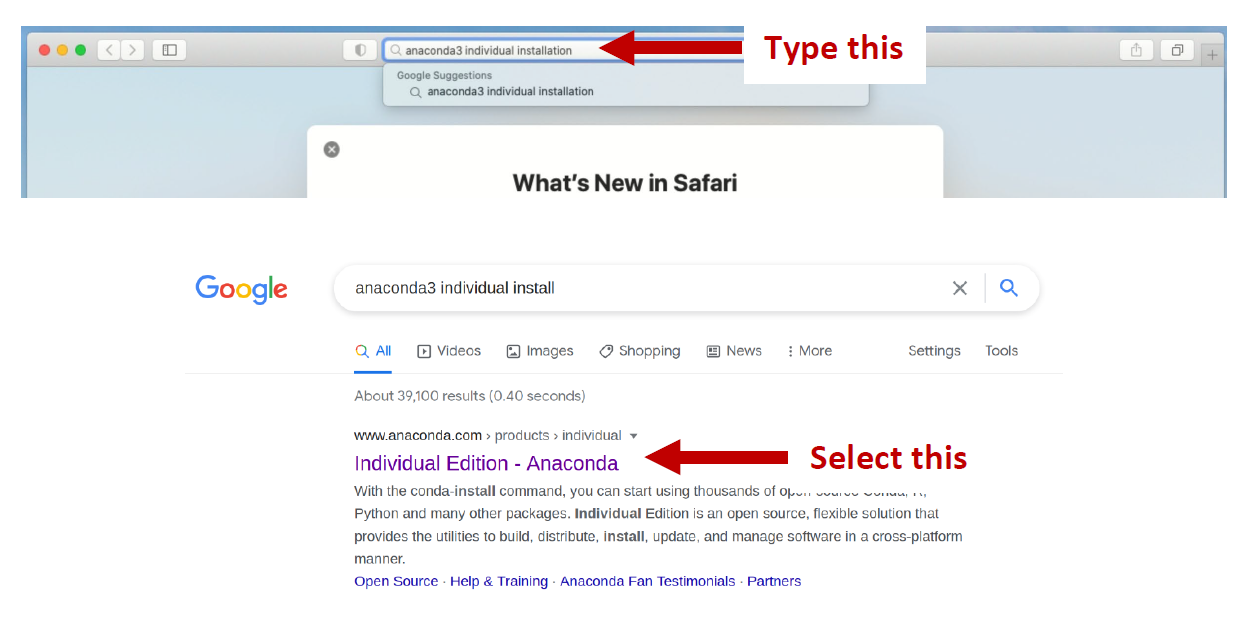 anaconda3 individual installation
Type this
Google Suggestions
anaconda3 individual installation
What's New in Safari
Google
anaconda3 individual install
All Videos Images Shopping News More Settings Tools
About 39,100 results (0.40 seconds)
www.anaconda.com › products › individual
Individual Edition - Anaconda
Select this
With the conda-install command, you can start using thousands of open-source Conda, R,
Python and many other packages. Individual Edition is an open source, flexible solution that
provides the utilities to build, distribute, install, update, and manage software in a cross-platform
manner.
Open Source · Help & Training · Anaconda Fan Testimonials · Partners